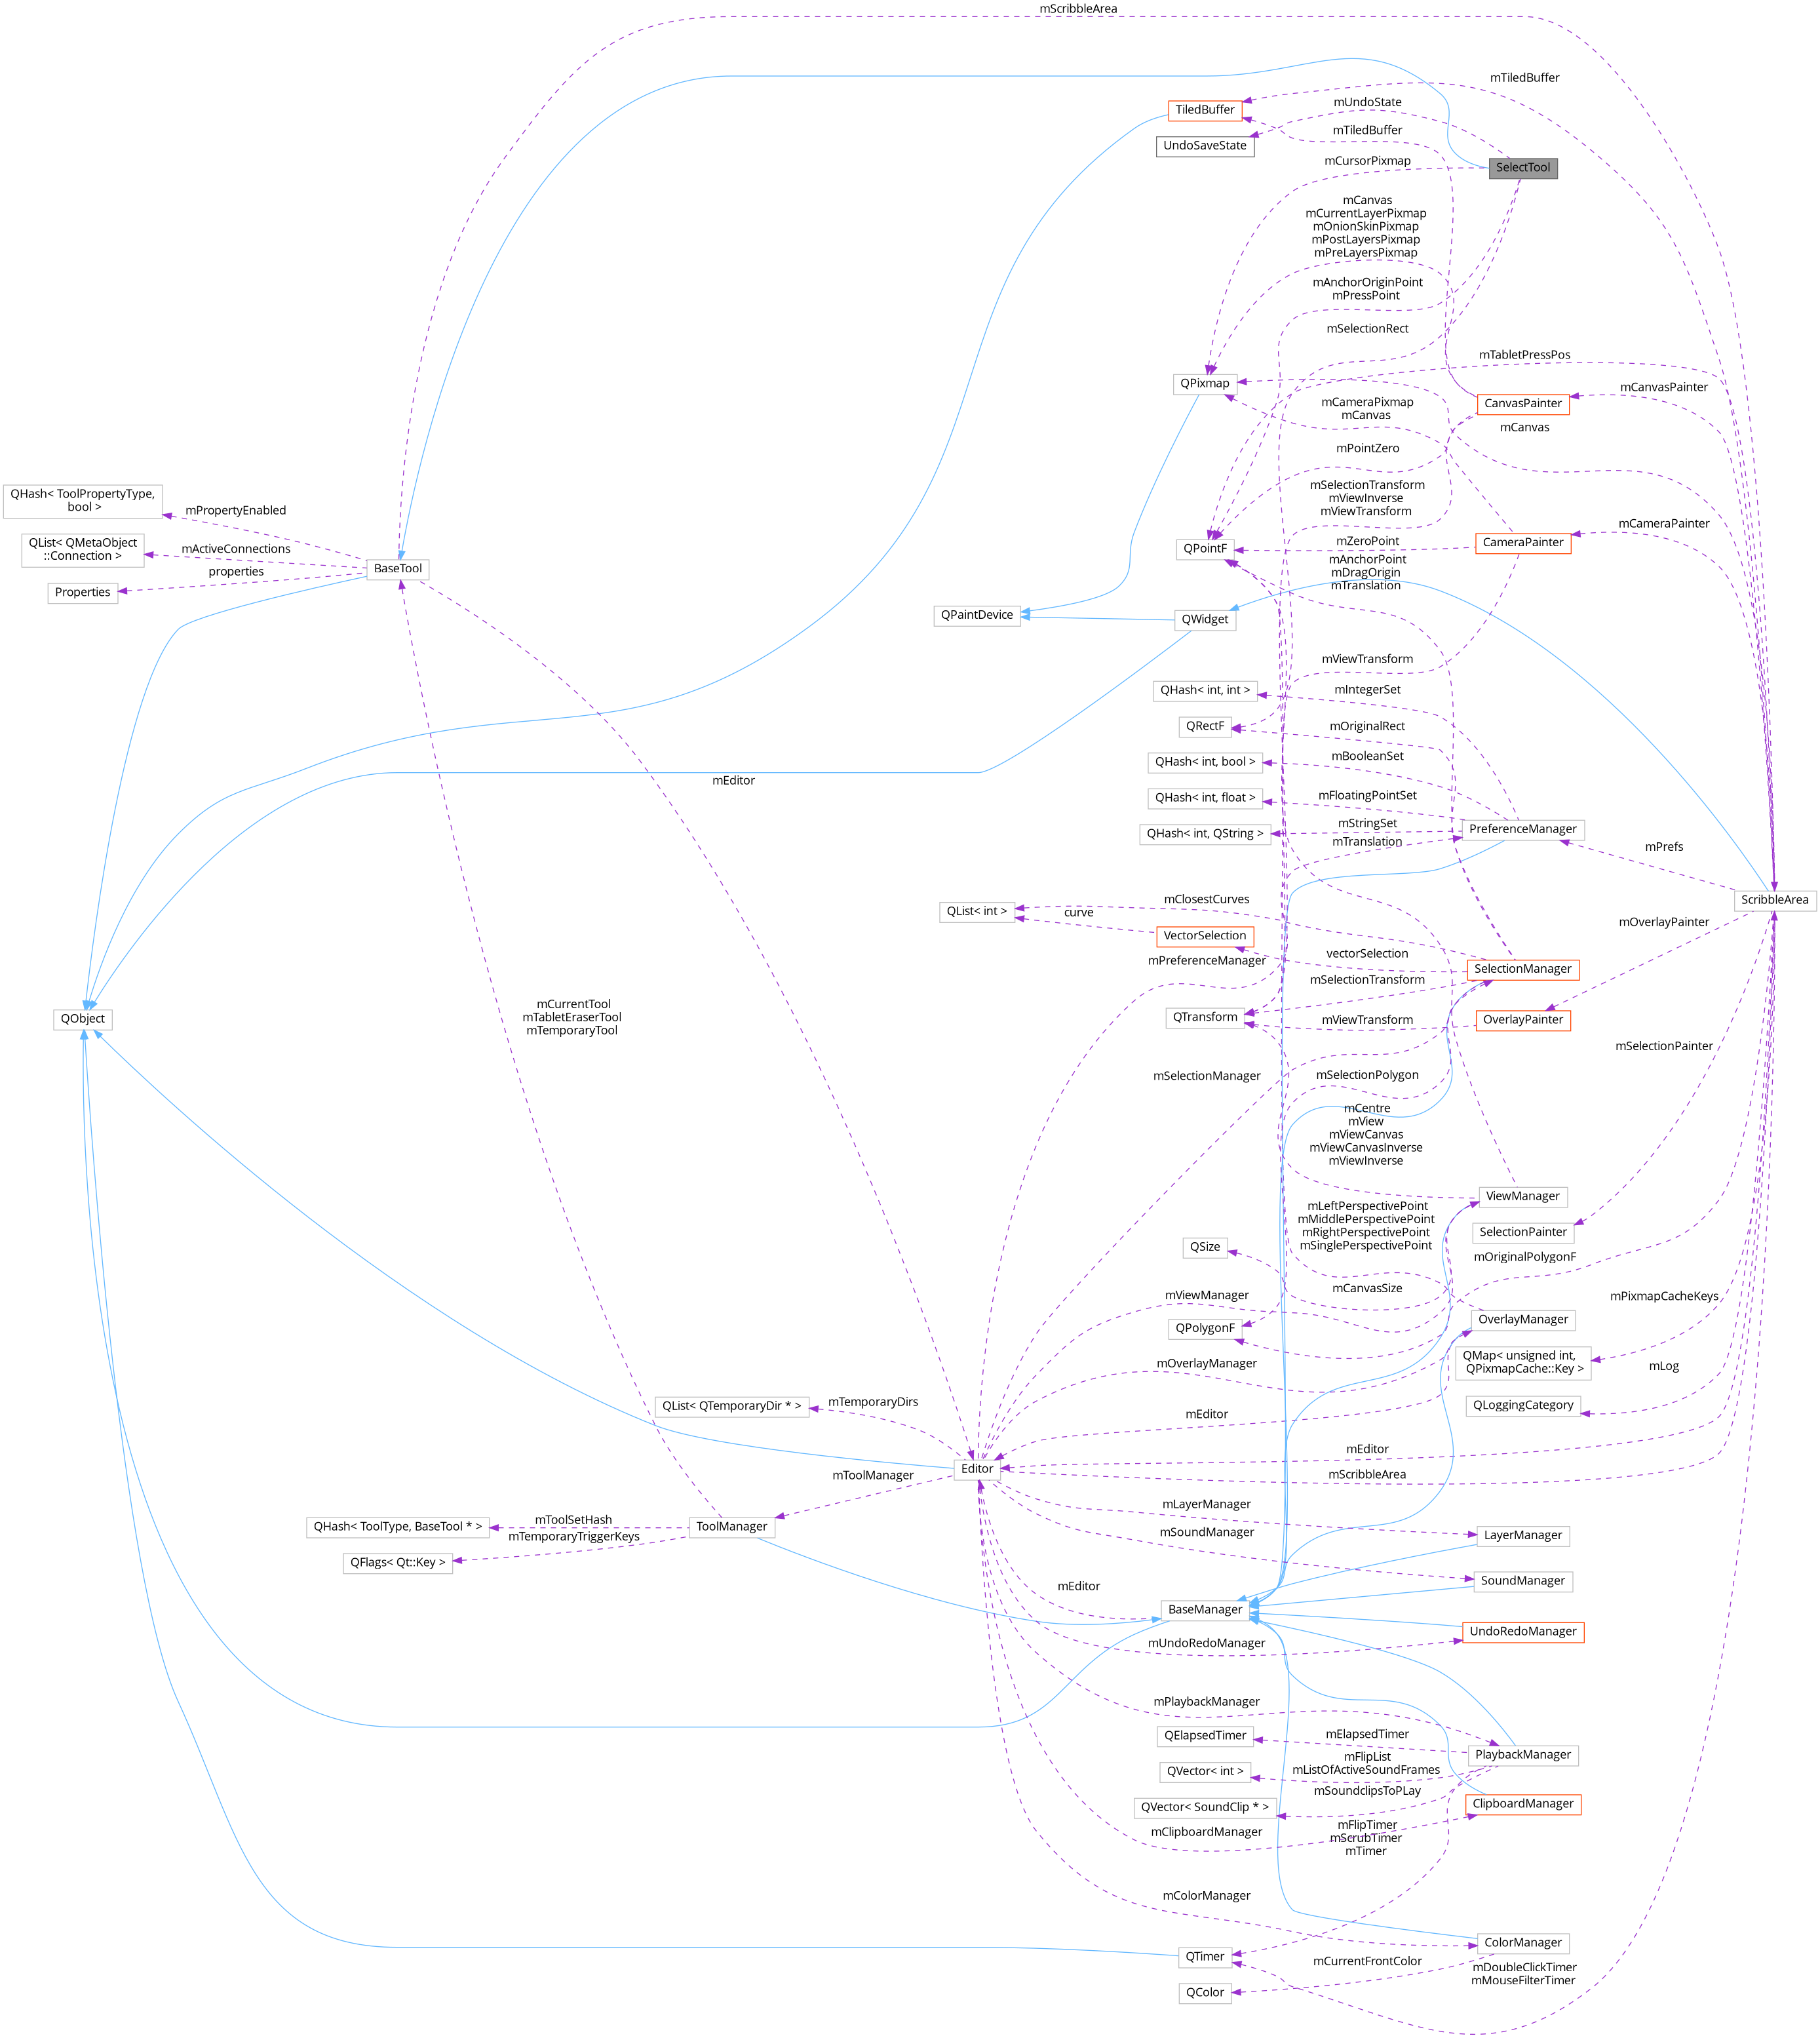 mScribbleArea
mTiledBuffer
TiledBuffer
mUndoState
mTiledBuffer
UndoSaveState
mCursorPixmap
SelectTool
mCanvas
mCurrentLayerPixmap
mOnionSkinPixmap
mPostLayersPixmap
mPreLayersPixmap
mAnchorOriginPoint
mPressPoint
mSelectionRect
mTabletPressPos
QPixmap
mCanvasPainter
CanvasPainter
mCameraPixmap
mCanvas
mCanvas
mPointZero
QHash< ToolPropertyType,
bool >
mPropertyEnabled
mSelectionTransform
mViewInverse
mViewTransform
mCameraPainter
QList< QMetaObject
::Connection >
mActiveConnections
QPointF
mZeroPoint
CameraPainter
properties
BaseTool
Properties
mAnchorPoint
mDragOrigin
mTranslation
QPaintDevice
QWidget
mViewTransform
QHash< int, int >
mIntegerSet
QRectF
mOriginalRect
QHash< int, bool >
mBooleanSet
mEditor
QHash< int, float >
mFloatingPointSet
QHash< int, QString >
mStringSet
PreferenceManager
mTranslation
mPrefs
ScribbleArea
QList< int >
mClosestCurves
curve
mOverlayPainter
VectorSelection
vectorSelection
mPreferenceManager
SelectionManager
mSelectionTransform
mCurrentTool
mTabletEraserTool
mTemporaryTool
QObject
QTransform
mViewTransform
OverlayPainter
mSelectionPainter
mSelectionManager
mSelectionPolygon
mCentre
mView
mViewCanvas
mViewCanvasInverse
mViewInverse
ViewManager
mLeftPerspectivePoint
mMiddlePerspectivePoint
mRightPerspectivePoint
mSinglePerspectivePoint
SelectionPainter
QSize
mOriginalPolygonF
mCanvasSize
mViewManager
mPixmapCacheKeys
OverlayManager
QPolygonF
mOverlayManager
QMap< unsigned int,
QPixmapCache::Key >
mLog
QList< QTemporaryDir * >
mTemporaryDirs
QLoggingCategory
mEditor
mEditor
Editor
mToolManager
mScribbleArea
mLayerManager
QHash< ToolType, BaseTool * >
mToolSetHash
ToolManager
mTemporaryTriggerKeys
mSoundManager
LayerManager
QFlags< Qt::Key >
mEditor
SoundManager
BaseManager
UndoRedoManager
mUndoRedoManager
mPlaybackManager
QElapsedTimer
mElapsedTimer
PlaybackManager
mFlipList
mListOfActiveSoundFrames
QVector< int >
mSoundclipsToPLay
QVector< SoundClip * >
ClipboardManager
mClipboardManager
mFlipTimer
mScrubTimer
mTimer
mColorManager
ColorManager
QTimer
mCurrentFrontColor
mDoubleClickTimer
mMouseFilterTimer
QColor